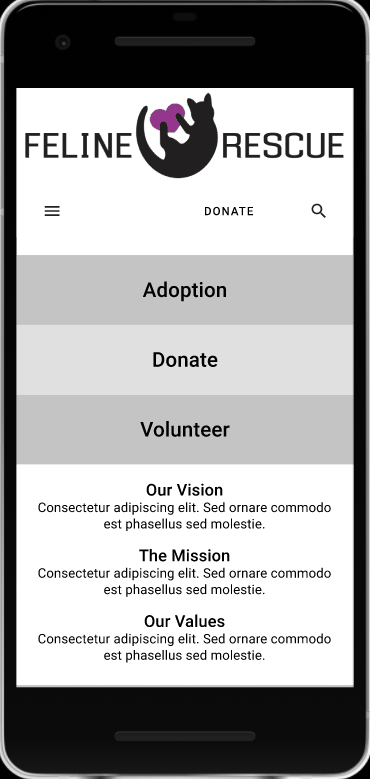 FELINE RESCUE
DONATE
Adoption
Donate
Volunteer
Our Vision
Consectetur adipiscing elit. Sed ornare commodo
est phasellus sed molestie.
The Mission
Consectetur adipiscing elit. Sed ornare commodo
est phasellus sed molestie.
Our Values
Consectetur adipiscing elit. Sed ornare commodo
est phasellus sed molestie.